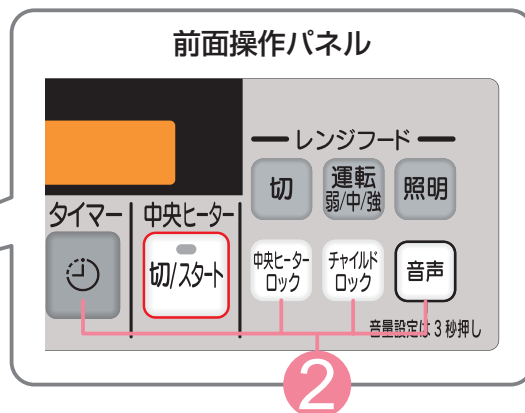 前面操作パネル
レンジフード
切
運転
弱/中/強
照明
タイマー
中央ヒーター
切/スタート
中央ヒーター
ロック
チャイルド
ロック
音声
音量設定は3秒押し
2